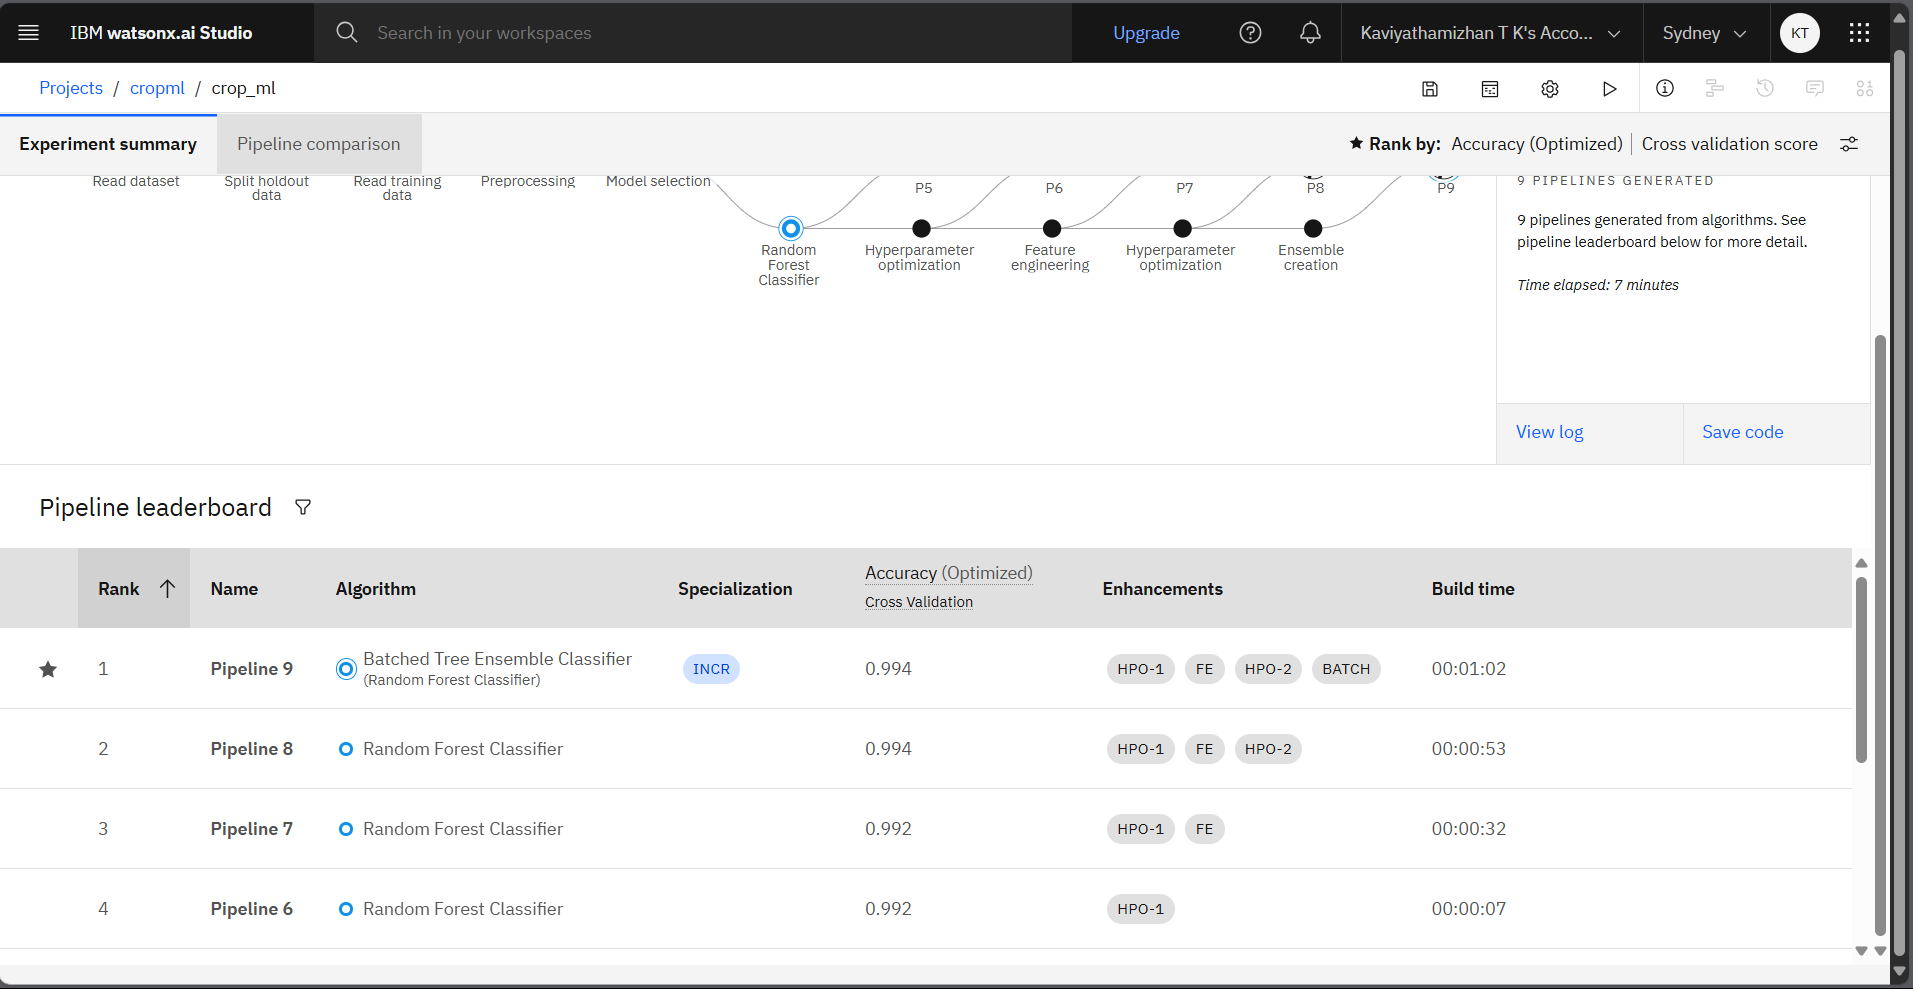 IBM watsonx.ai Studio
Search in your workspaces
Upgrade
Kaviyathamizhan T K's Acco...
Sydney
KT
Projects / cropml / crop_ml
Experiment summary
Pipeline comparison
Rank by: Accuracy (Optimized) | Cross validation score
Read dataset
Split holdout
data
Read training
data
Preprocessing
Model selection
P5
P6
P7
P8
P9
Random
Forest
Classifier
Hyperparameter
optimization
Feature
engineering
Hyperparameter
optimization
Ensemble
creation
9 PIPELINES GENERATED
9 pipelines generated from algorithms. See
pipeline leaderboard below for more detail.
Time elapsed: 7 minutes
View log
Save code
Pipeline leaderboard
Rank Name Algorithm Specialization Accuracy (Optimized) Enhancements Build time
Cross Validation
1 Pipeline 9 Batched Tree Ensemble Classifier INCR 0.994 HPO-1 FE HPO-2 BATCH 00:01:02
(Random Forest Classifier)
2 Pipeline 8 Random Forest Classifier 0.994 HPO-1 FE HPO-2 00:00:53
3 Pipeline 7 Random Forest Classifier 0.992 HPO-1 FE 00:00:32
4 Pipeline 6 Random Forest Classifier 0.992 HPO-1 00:00:07